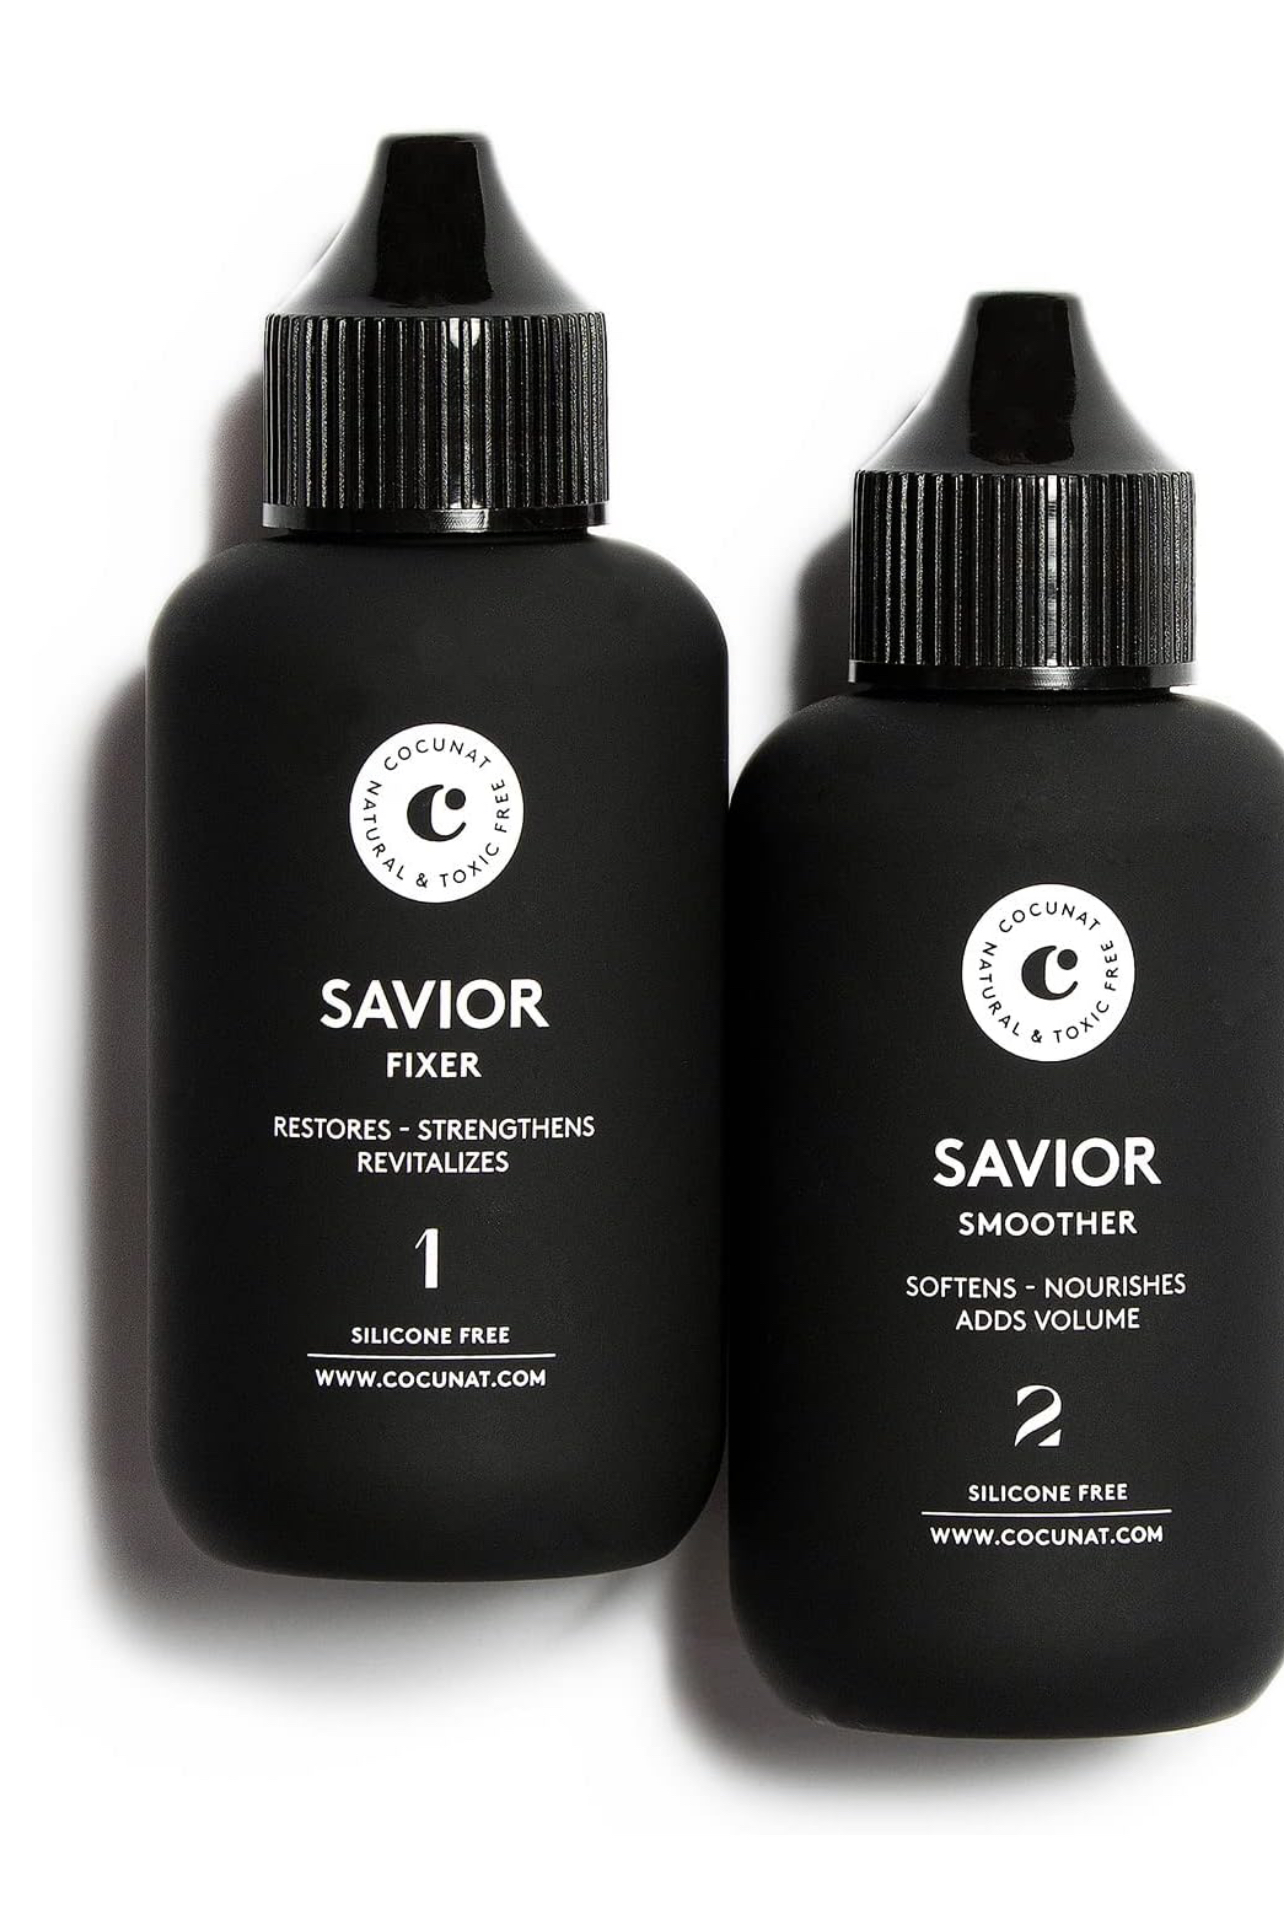 COCUNAT
NATURAL & TOXIC FREE
C
SAVIOR
FIXER
RESTORES - STRENGTHENS
REVITALIZES
1
SILICONE FREE
WWW.COCUNAT.COM
COCUNAT
NATURAL & TOXIC FREE
C
SAVIOR
SMOOTHER
SOFTENS - NOURISHES
ADDS VOLUME
2
SILICONE FREE
WWW.COCUNAT.COM